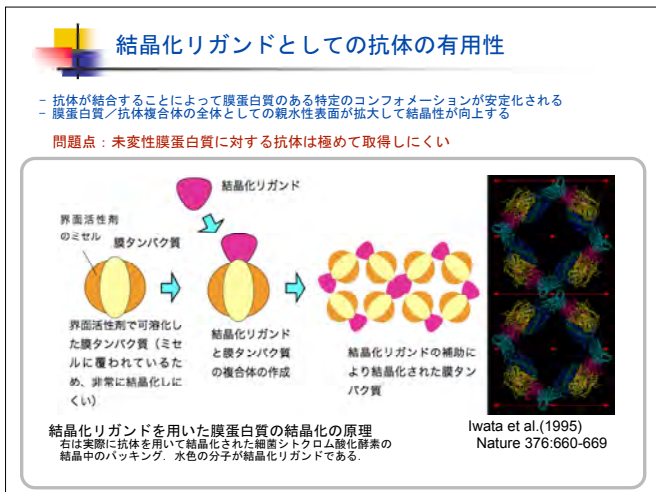 結晶化リガンドとしての抗体の有用性
- 抗体が結合することによって膜蛋白質のある特定のコンフォメーションが安定化される
- 膜蛋白質／抗体複合体の全体としての親水性表面が拡大して結晶性が向上する
問題点：未変性膜蛋白質に対する抗体は極めて取得しにくい
結晶化リガンド
界面活性剤
のミセル
膜タンパク質
界面活性剤で可溶化し
た膜タンパク質（ミセ
ルに覆われているた
め、非常に結晶化しに
くい）
結晶化リガンド
と膜タンパク質
の複合体の作成
結晶化リガンドの補助に
より結晶化された膜タン
パク質
結晶化リガンドを用いた膜蛋白質の結晶化の原理
右は実際に抗体を用いて結晶化された細菌シトクロム酸化酵素の
結晶中のパッキング．水色の分子が結晶化リガンドである．
Iwata et al.(1995)
Nature 376:660-669